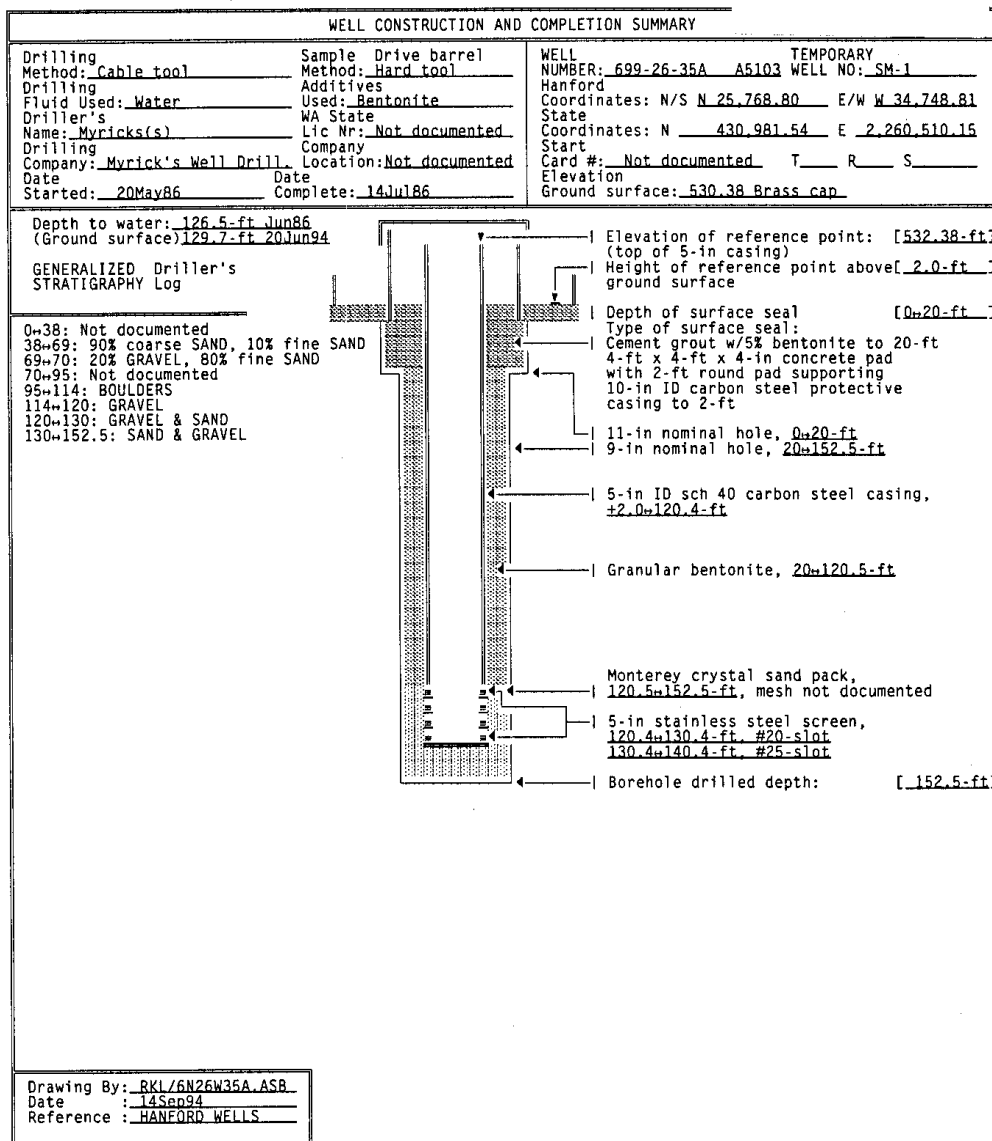 WELL CONSTRUCTION AND COMPLETION SUMMARY
Drilling Sample Drive barrel
Method: Cable tool Method: Hard tool
Drilling Additives
Fluid Used: Water Used: Bentonite
Driller's WA State
Name: Myricks(s) Lic Nr: Not documented
Drilling Company
Company: Myrick's Well Drill. Location: Not documented
Date Date
Started: 20May86 Complete: 14Jul86
WELL TEMPORARY
NUMBER: 699-26-35A A5103 WELL NO: SM-1
Hanford
Coordinates: N/S N 25,768.80 E/W W 34,748.81
State
Coordinates: N 430,981.54 E 2,260,510.15
Start
Card #: Not documented T R S
Elevation
Ground surface: 530.38 Brass cap
Depth to water: 126.5-ft Jun86
(Ground surface) 129.7-ft 20Jun94
GENERALIZED Driller's
STRATIGRAPHY Log
0↔38: Not documented
38↔69: 90% coarse SAND, 10% fine SAND
69↔70: 20% GRAVEL, 80% fine SAND
70↔95: Not documented
95↔114: BOULDERS
114↔120: GRAVEL
120↔130: GRAVEL & SAND
130↔152.5: SAND & GRAVEL
Elevation of reference point: [532.38-ft]
(top of 5-in casing)
Height of reference point above[ 2.0-ft ]
ground surface
Depth of surface seal [0↔20-ft ]
Type of surface seal:
Cement grout w/5% bentonite to 20-ft
4-ft x 4-ft x 4-in concrete pad
with 2-ft round pad supporting
10-in ID carbon steel protective
casing to 2-ft
11-in nominal hole, 0↔20-ft
9-in nominal hole, 20↔152.5-ft
5-in ID sch 40 carbon steel casing,
+2.0↔120.4-ft
Granular bentonite, 20↔120.5-ft
Monterey crystal sand pack,
120.5↔152.5-ft, mesh not documented
5-in stainless steel screen,
120.4↔130.4-ft, #20-slot
130.4↔140.4-ft, #25-slot
Borehole drilled depth: [ 152.5-ft]
Drawing By: RKL/6N26W35A.ASB
Date : 14Sep94
Reference : HANFORD WELLS